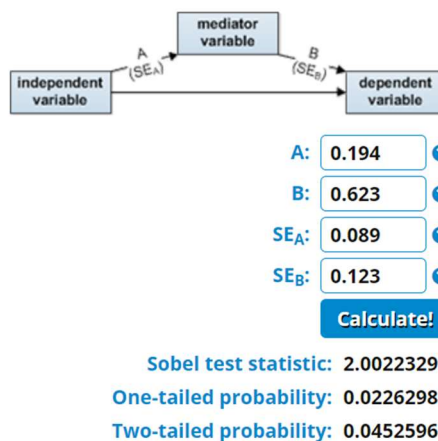 mediator
variable
A
(SEA)
B
(SEB)
independent
variable
dependent
variable
A: 0.194
B: 0.623
SEA: 0.089
SEB: 0.123
Calculate!
Sobel test statistic: 2.0022329
One-tailed probability: 0.0226298
Two-tailed probability: 0.0452596